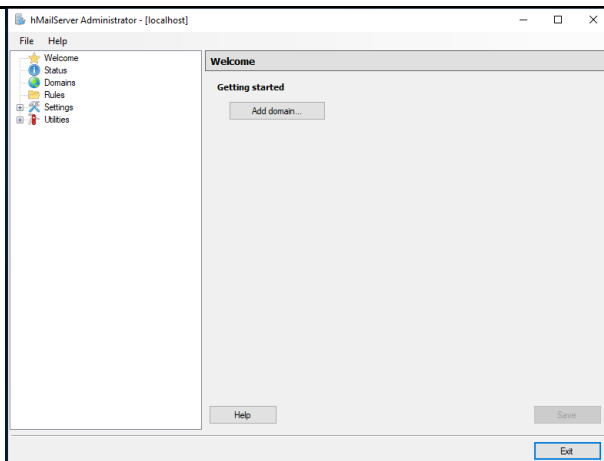 hMailServer Administrator - [localhost]
File Help
Welcome
Status
Domains
Rules
Settings
Utilities
Welcome
Getting started
Add domain...
Help
Save
Exit